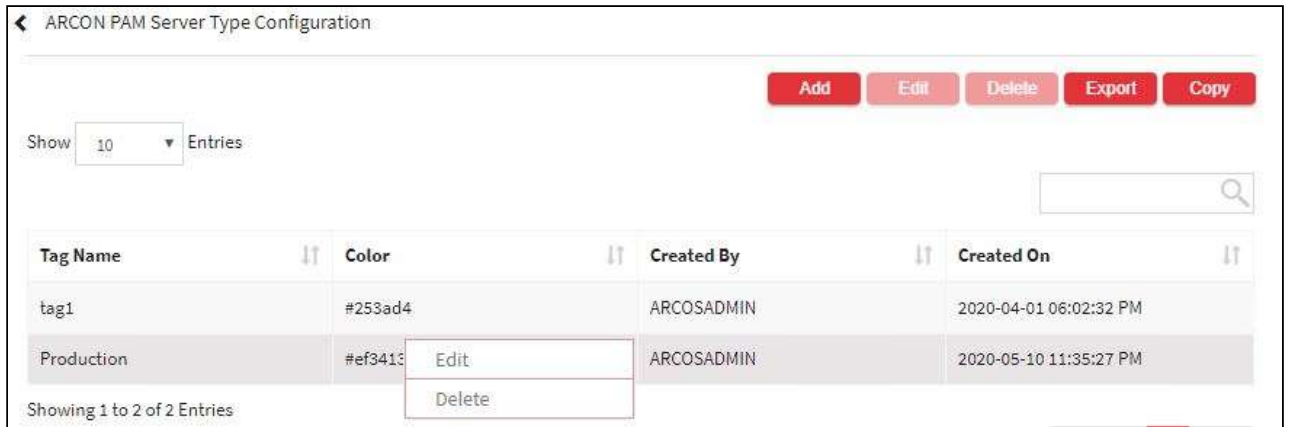 ARCON PAM Server Type Configuration
Add Edit Delete Export Copy
Show 10 Entries
Tag Name Color Created By Created On
tag1 #253ad4 ARCOSADMIN 2020-04-01 06:02:32 PM
Production #ef3413 ARCOSADMIN 2020-05-10 11:35:27 PM
Edit
Delete
Showing 1 to 2 of 2 Entries